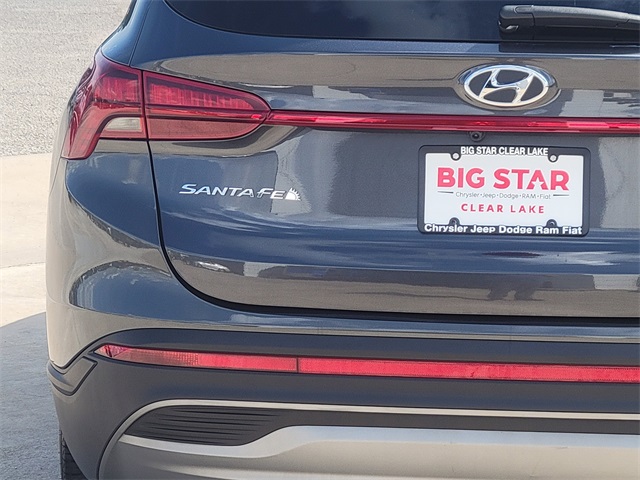 SANTA FE
BIG STAR CLEAR LAKE
BIG STAR
Chrysler•Jeep•Dodge•RAM•Fiat
CLEAR LAKE
Chrysler Jeep Dodge Ram Fiat